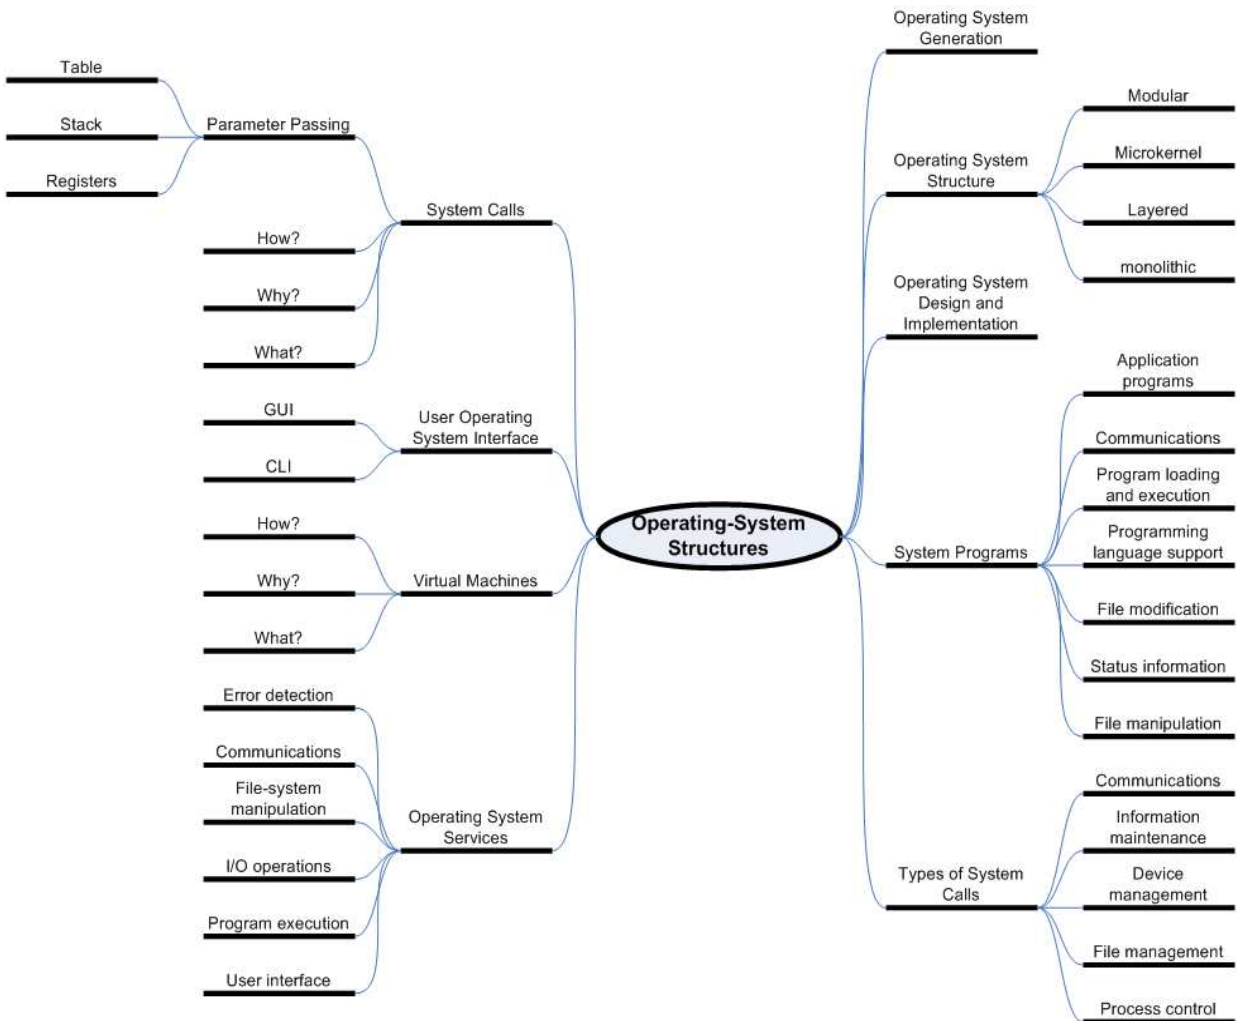 Table
Stack
Registers
Parameter Passing
System Calls
How?
Why?
What?
GUI
CLI
User Operating
System Interface
How?
Why?
What?
Virtual Machines
Error detection
Communications
File-system
manipulation
I/O operations
Program execution
User interface
Operating System
Services
Operating-System
Structures
Operating System
Generation
Operating System
Structure
Modular
Microkernel
Layered
monolithic
Operating System
Design and
Implementation
System Programs
Application
programs
Communications
Program loading
and execution
Programming
language support
File modification
Status information
File manipulation
Types of System
Calls
Communications
Information
maintenance
Device
management
File management
Process control